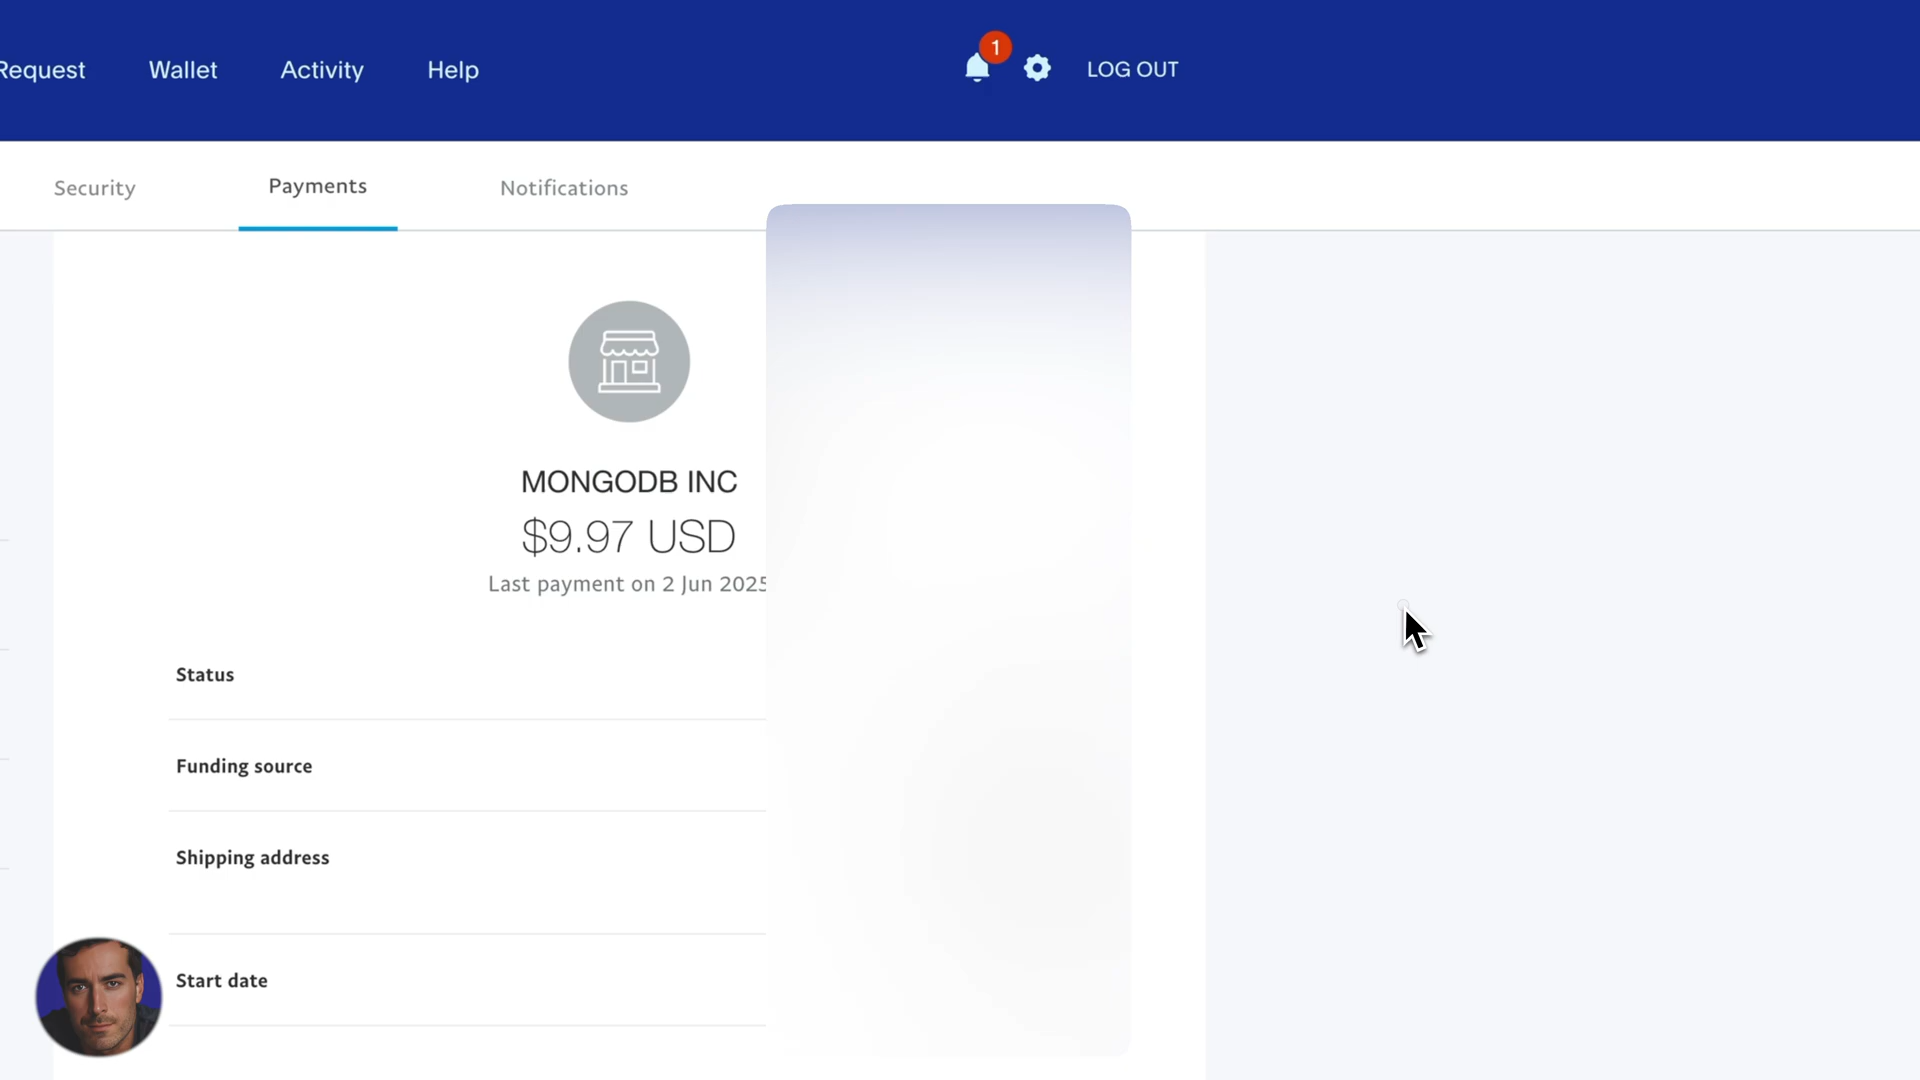 Request Wallet Activity Help 1 LOG OUT
Security Payments Notifications
MONGODB INC
$9.97 USD
Last payment on 2 Jun 2025
Status
Funding source
Shipping address
Start date